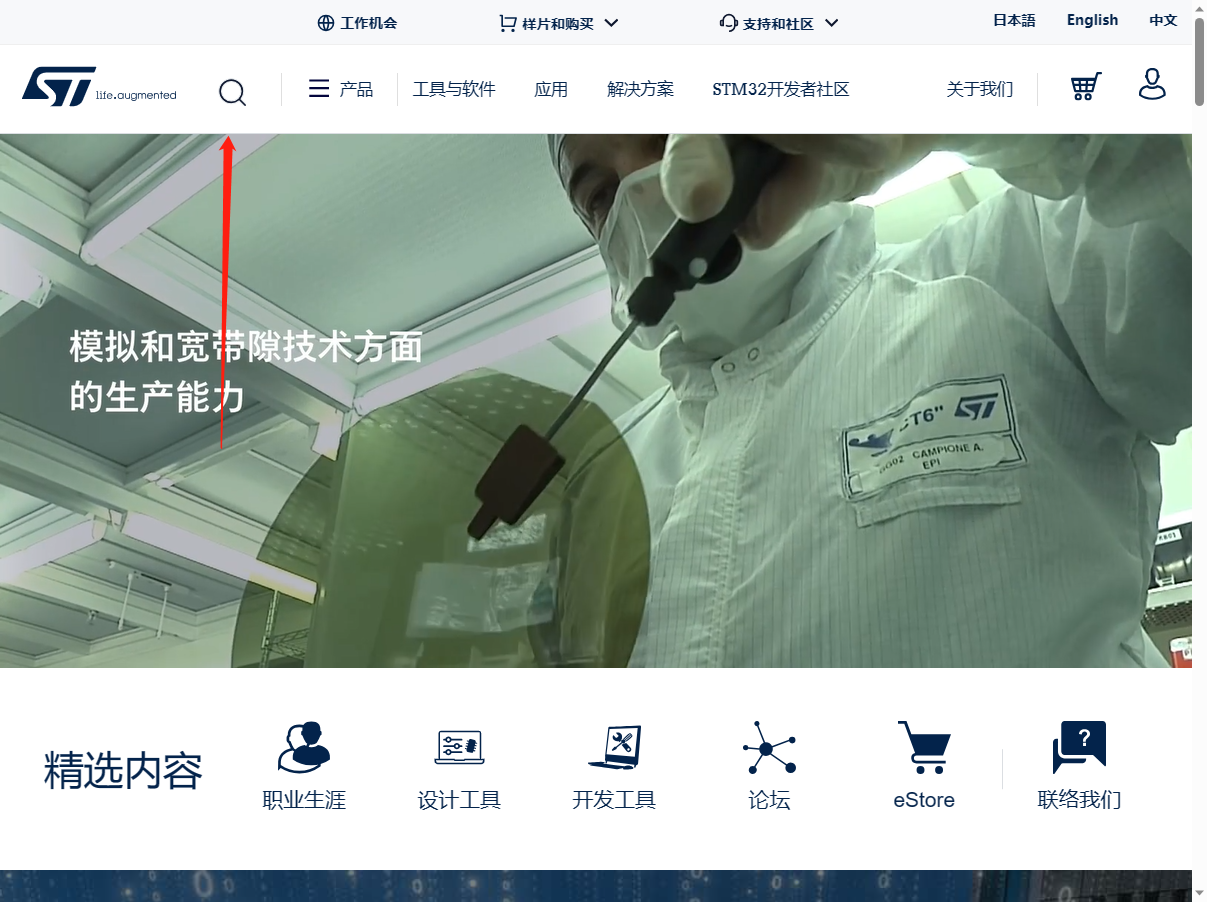 工作机会
样片和购买
支持和社区
日本語
English
中文
ST life.augmented
产品
工具与软件
应用
解决方案
STM32开发者社区
关于我们
模拟和宽带隙技术方面
的生产能力
ST6" ST
CAMPIONE A.
EPI
精选内容
职业生涯
设计工具
开发工具
论坛
eStore
?
联络我们